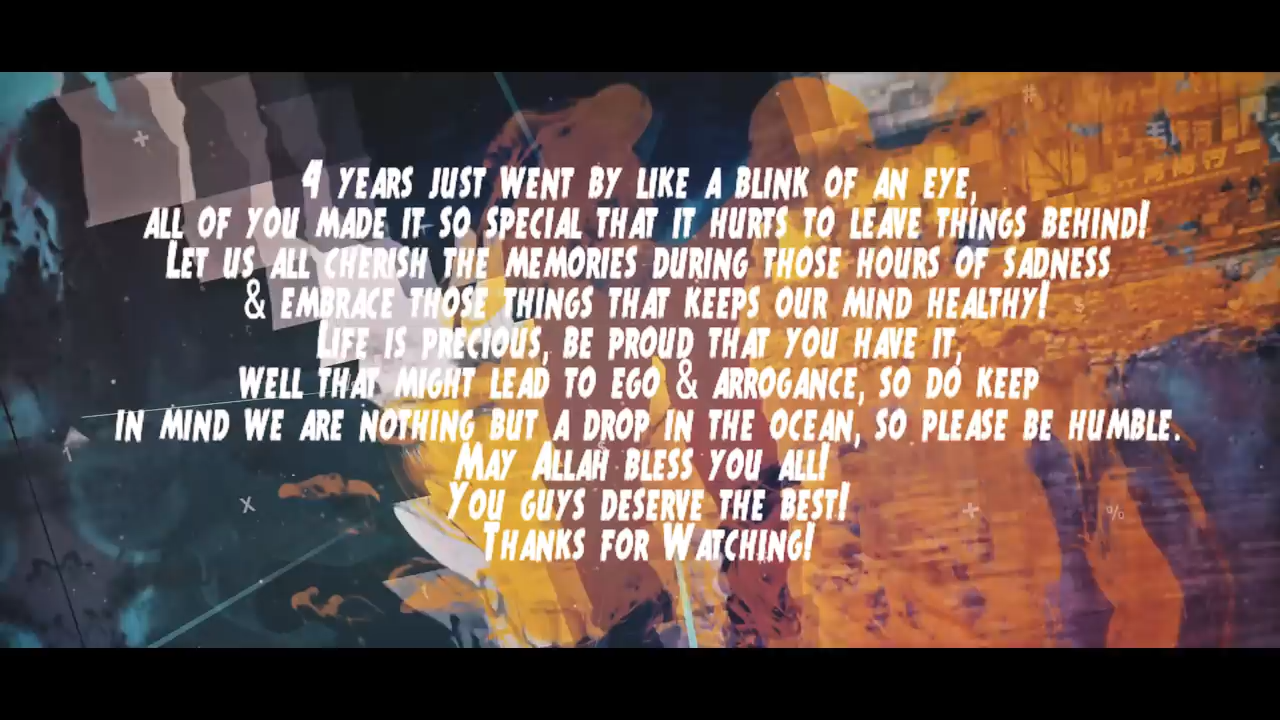 4 years just went by like a blink of an eye,
all of you made it so special that it hurts to leave things behind!
Let us all cherish the memories during those hours of sadness
& embrace those things that keeps our mind healthy!
Life is precious, be proud that you have it,
well that might lead to ego & arrogance, so do keep
in mind we are nothing but a drop in the ocean, so please be humble.
May Allah bless you all!
You guys deserve the best!
Thanks for Watching!